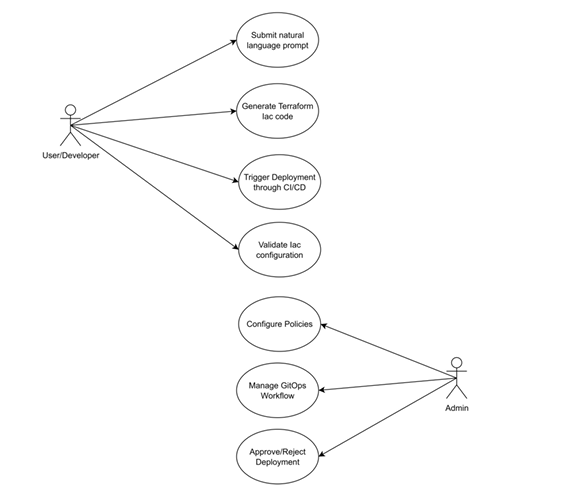 Submit natural
language prompt
Generate Terraform
Iac code
User/Developer
Trigger Deployment
through CI/CD
Validate Iac
configuration
Configure Policies
Manage GitOps
Workflow
Admin
Approve/Reject
Deployment